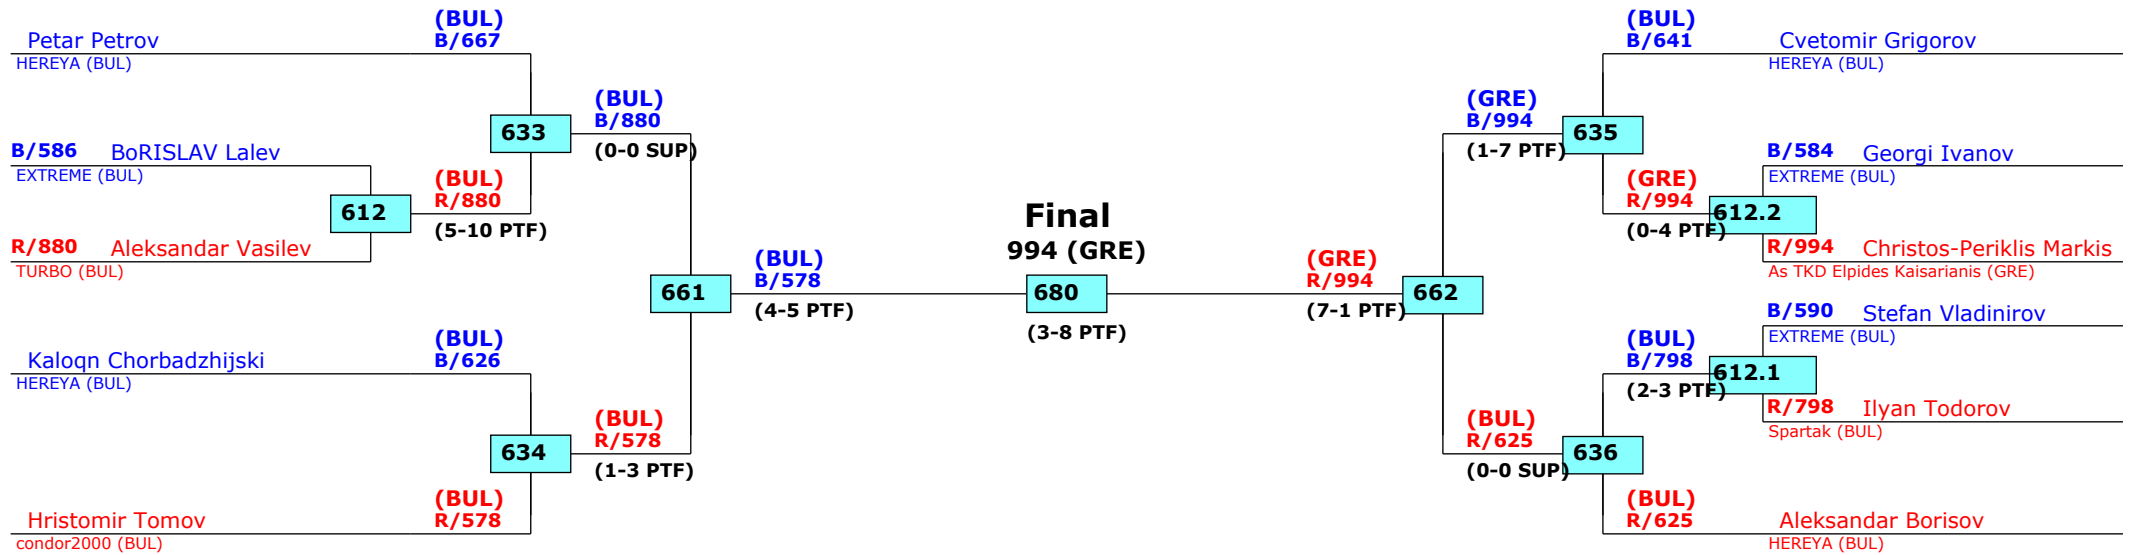 (BUL)
B/667
Petar Petrov
HEREYA (BUL)
633
(BUL)
B/880
(0-0 SUP)
B/586 BoRISLAV Lalev
EXTREME (BUL)
612
(BUL)
R/880
(5-10 PTF)
R/880 Aleksandar Vasilev
TURBO (BUL)
661
(BUL)
B/578
(4-5 PTF)
(BUL)
B/626
Kaloqn Chorbadzhijski
HEREYA (BUL)
634
(BUL)
R/578
(1-3 PTF)
(BUL)
R/578
Hristomir Tomov
condor2000 (BUL)
Final
994 (GRE)
680
(3-8 PTF)
(BUL)
B/641
Cvetomir Grigorov
HEREYA (BUL)
(GRE)
B/994
(1-7 PTF)
635
B/584 Georgi Ivanov
EXTREME (BUL)
(GRE)
R/994
(0-4 PTF)
612.2
R/994 Christos-Periklis Markis
As TKD Elpides Kaisarianis (GRE)
(GRE)
R/994
(7-1 PTF)
662
B/590 Stefan Vladinirov
EXTREME (BUL)
(BUL)
B/798
(2-3 PTF)
612.1
R/798 Ilyan Todorov
Spartak (BUL)
(BUL)
R/625
(0-0 SUP)
636
(BUL)
R/625
Aleksandar Borisov
HEREYA (BUL)